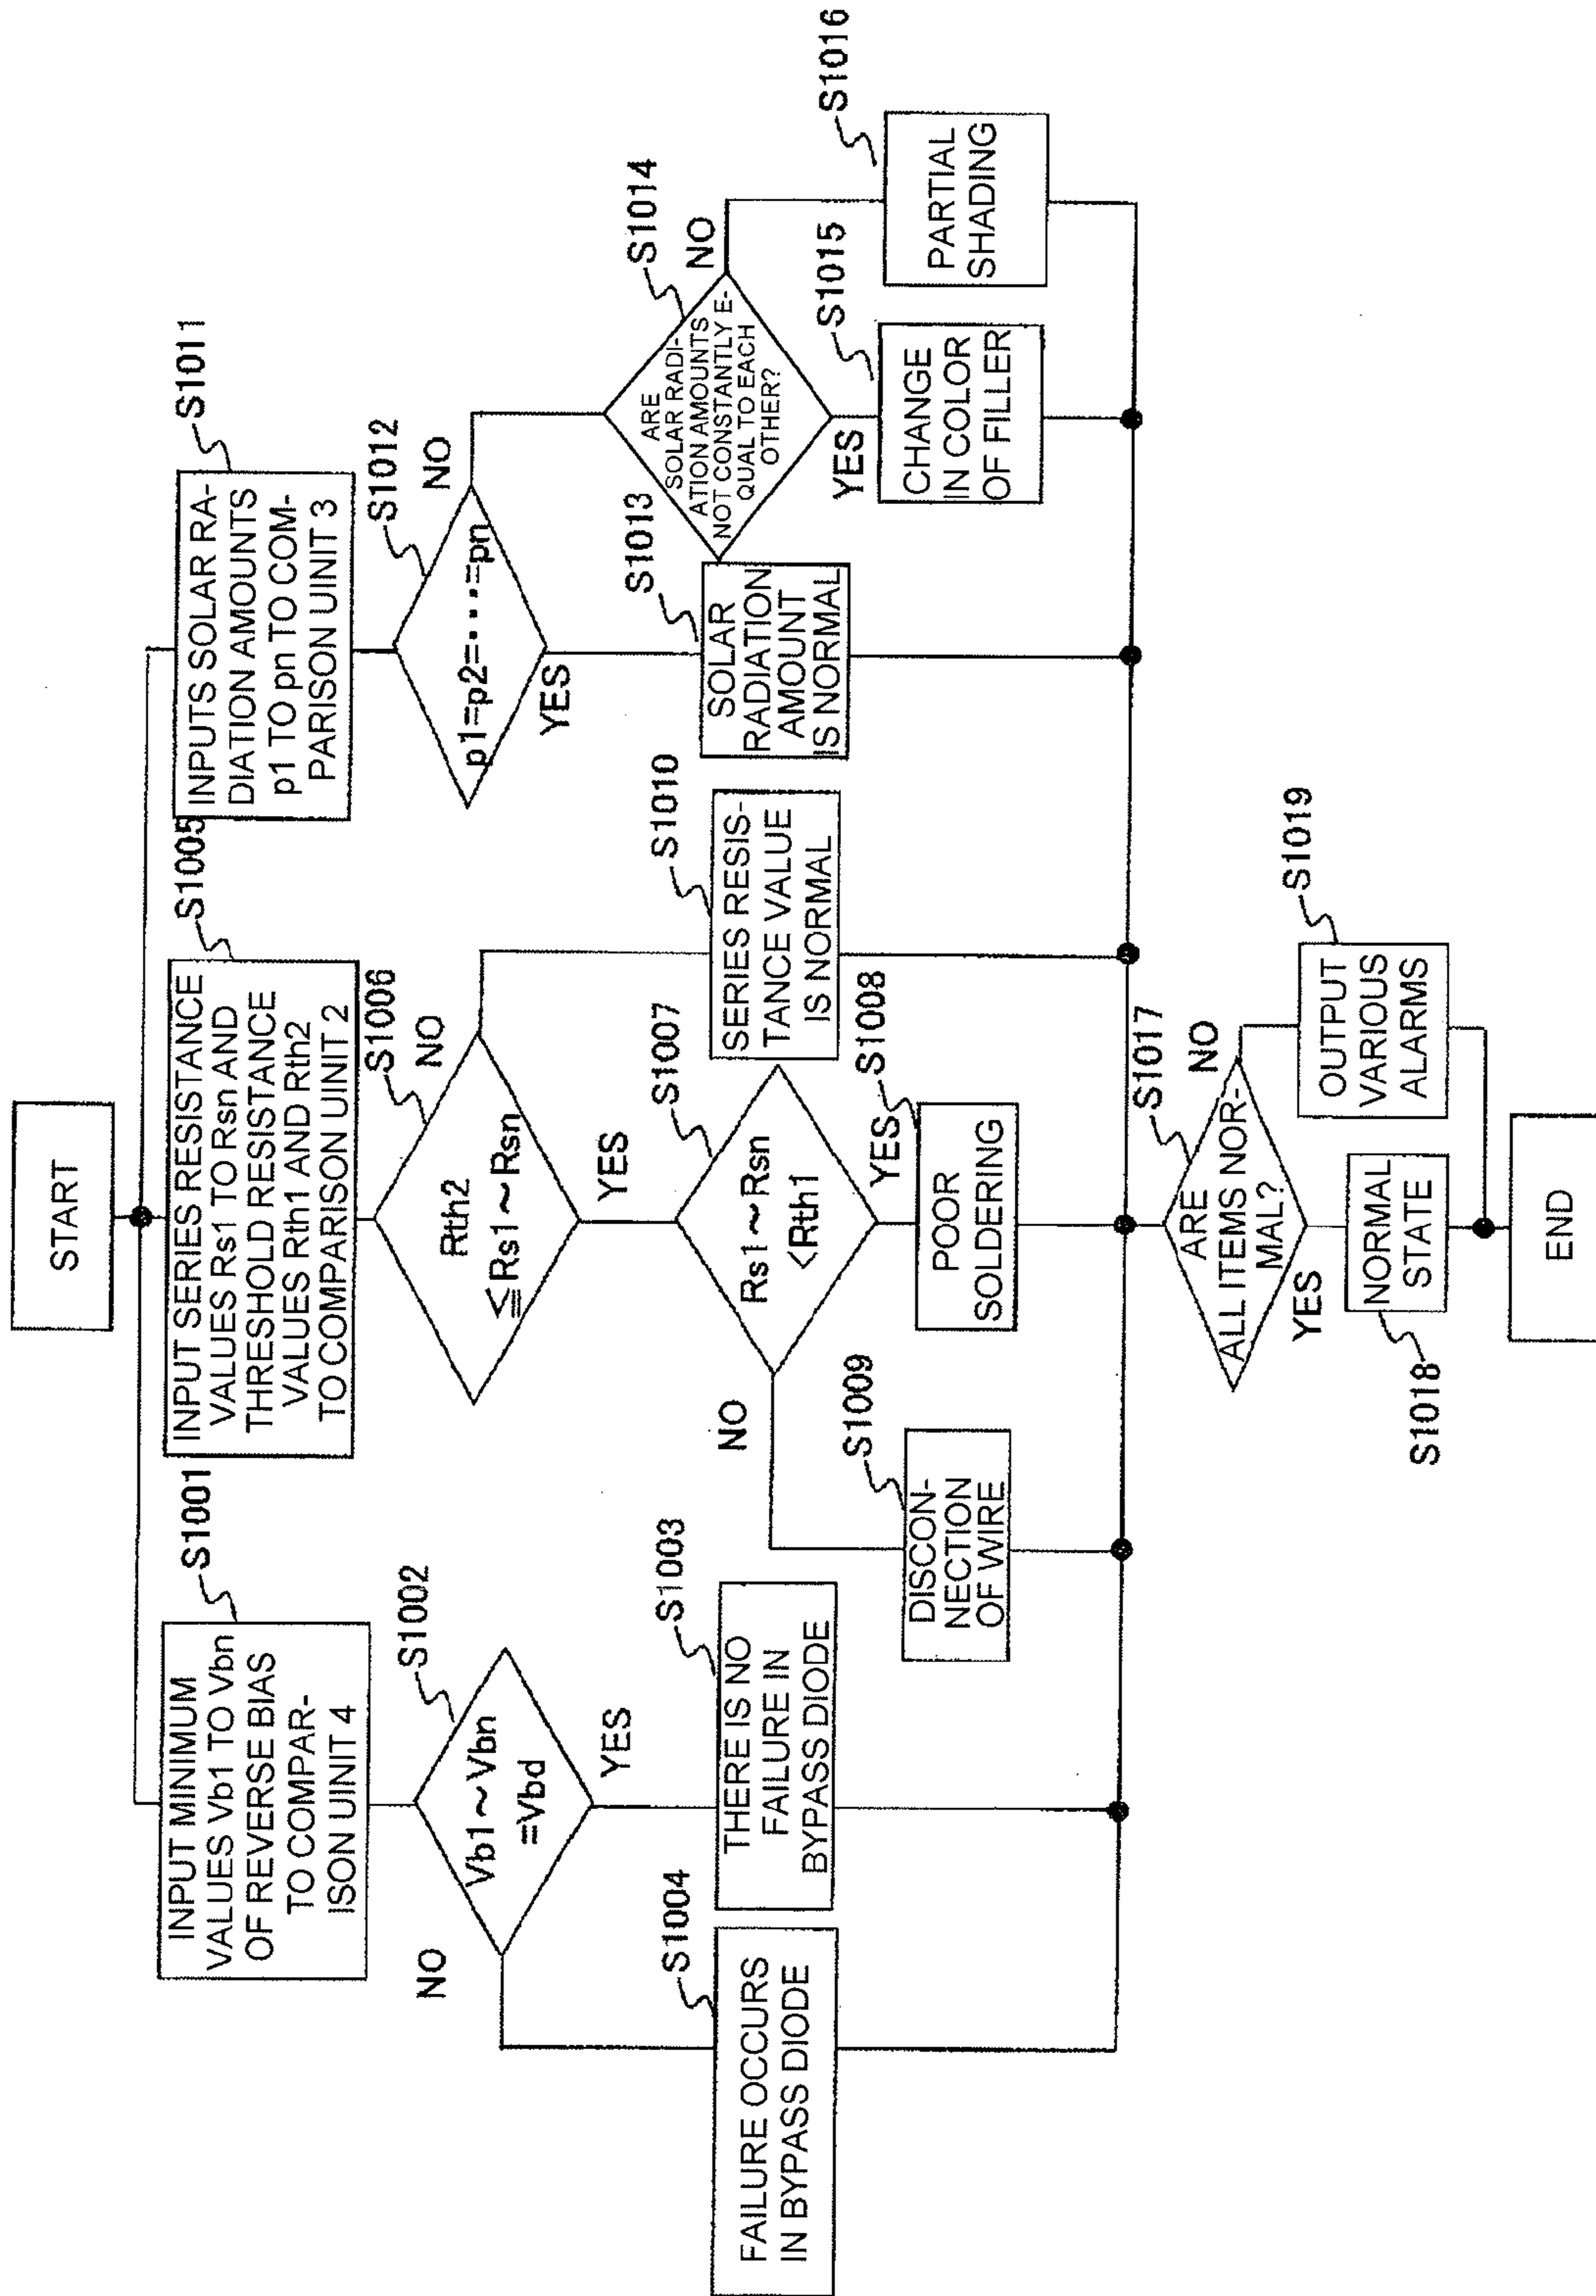 START
INPUT MINIMUM
VALUES Vb1 TO Vbn
OF REVERSE BIAS
TO COMPAR-
ISON UINIT 4
S1001
Vb1~Vbn
=Vbd
S1002
NO
YES
THERE IS NO
FAILURE IN
BYPASS DIODE
S1003
FAILURE OCCURS
IN BYPASS DIODE
S1004
INPUT SERIES RESISTANCE
VALUES Rs1 TO Rsn AND
THRESHOLD RESISTANCE
VALUES Rth1 AND Rth2
TO COMPARISON UINIT 2
S1005
Rth2
≦Rs1~Rsn
S1006
NO
YES
Rs1~Rsn
<Rth1
S1007
NO
YES
POOR
SOLDERING
S1008
DISCON-
NECTION
OF WIRE
S1009
SERIES RESIS-
TANCE VALUE
IS NORMAL
S1010
INPUTS SOLAR RA-
DIATION AMOUNTS
p1 TO pn TO COM-
PARISON UINIT 3
S1011
p1=p2=···=pn
S1012
NO
YES
SOLAR
RADIATION
AMOUNT
IS NORMAL
S1013
ARE
SOLAR RADI-
ATION AMOUNTS
NOT CONSTANTLY E-
QUAL TO EACH
OTHER?
S1014
NO
YES
CHANGE
IN COLOR
OF FILLER
S1015
PARTIAL
SHADING
S1016
ARE
ALL ITEMS NOR-
MAL?
S1017
NO
YES
NORMAL
STATE
S1018
OUTPUT
VARIOUS
ALARMS
S1019
END